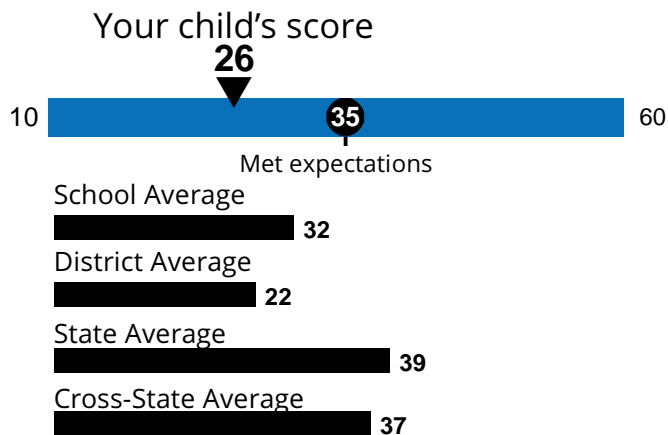 Your child's score
26
10 35 60
Met expectations
School Average
32
District Average
22
State Average
39
Cross-State Average
37